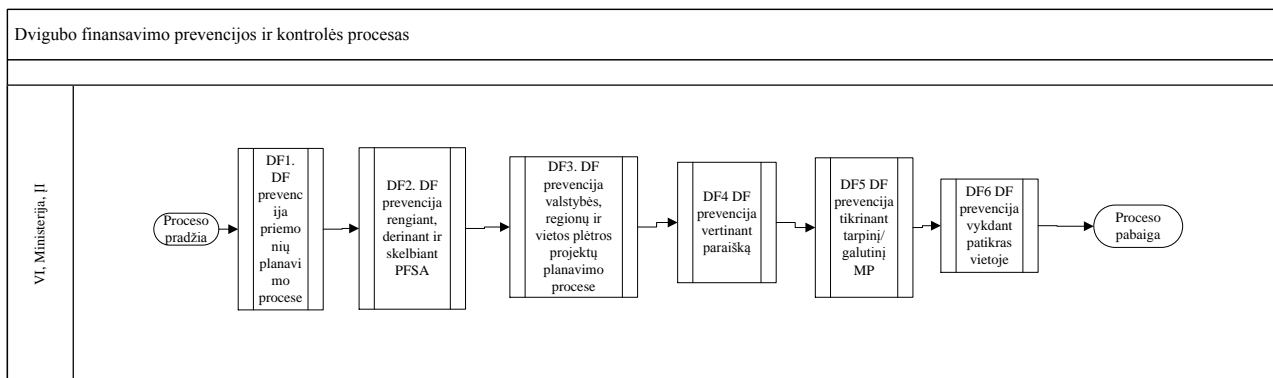 Dvigubo finansavimo prevencijos ir kontrolės procesas
VI, Ministerija, ĮI
Proceso
pradžia
DF1.
DF
prevenc
ija
priemo
nių
planavi
mo
procese
DF2. DF
prevencija
rengiant,
derinant ir
skelbiant
PFSA
DF3. DF
prevencija
valstybės,
regionų ir
vietos plėtros
projektų
planavimo
procese
DF4 DF
prevencija
vertinant
paraišką
DF5 DF
prevencija
tikrinant
tarpinį/
galutinį
MP
DF6 DF
prevencija
vykdant
patikras
vietoje
Proceso
pabaiga